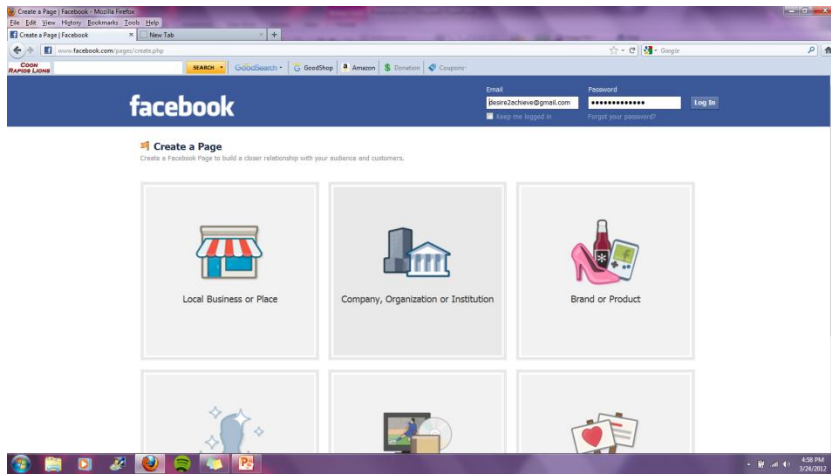 Create a Page | Facebook - Mozilla Firefox
File Edit View History Bookmarks Tools Help
Create a Page | Facebook × New Tab × +
www.facebook.com/pages/create.php Google
COON RAPIDS LIONS SEARCH GoodSearch GoodShop Amazon Donation Coupons
Email Password
facebook desire2achieve@gmail.com Log In
Keep me logged in Forgot your password?
Create a Page
Create a Facebook Page to build a closer relationship with your audience and customers.
Local Business or Place Company, Organization or Institution Brand or Product
4:58 PM
3/24/2012